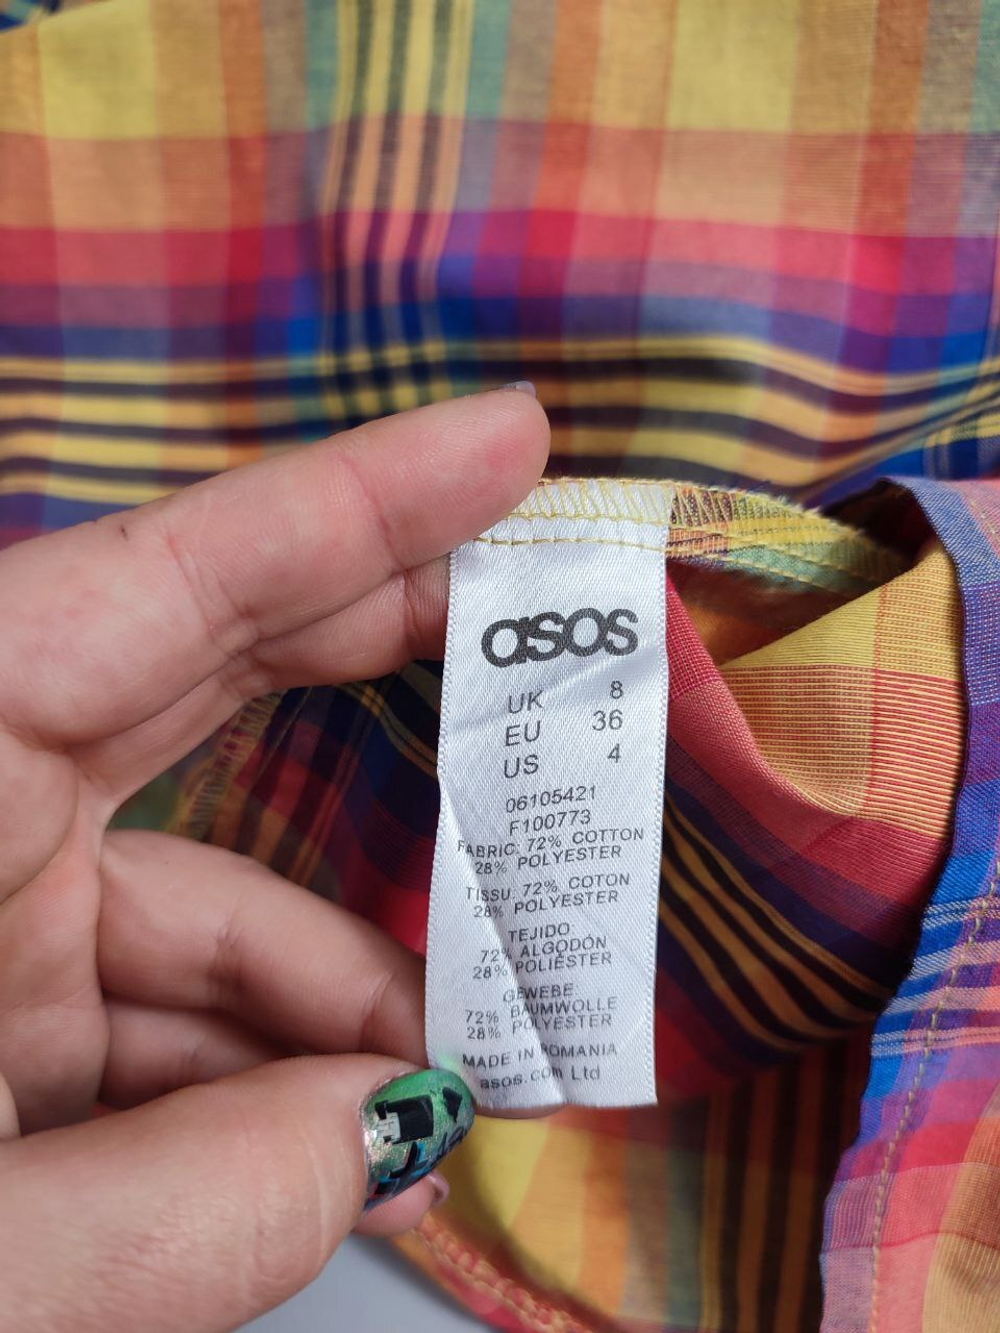 asos
UK 8
EU 36
US 4
06105421
F100773
FABRIC: 72% COTTON
28% POLYESTER
TISSU: 72% COTON
28% POLYESTER
TEJIDO:
72% ALGODÓN
28% POLIÉSTER
GEWEBE:
72% BAUMWOLLE
28% POLYESTER
MADE IN ROMANIA
asos.com Ltd